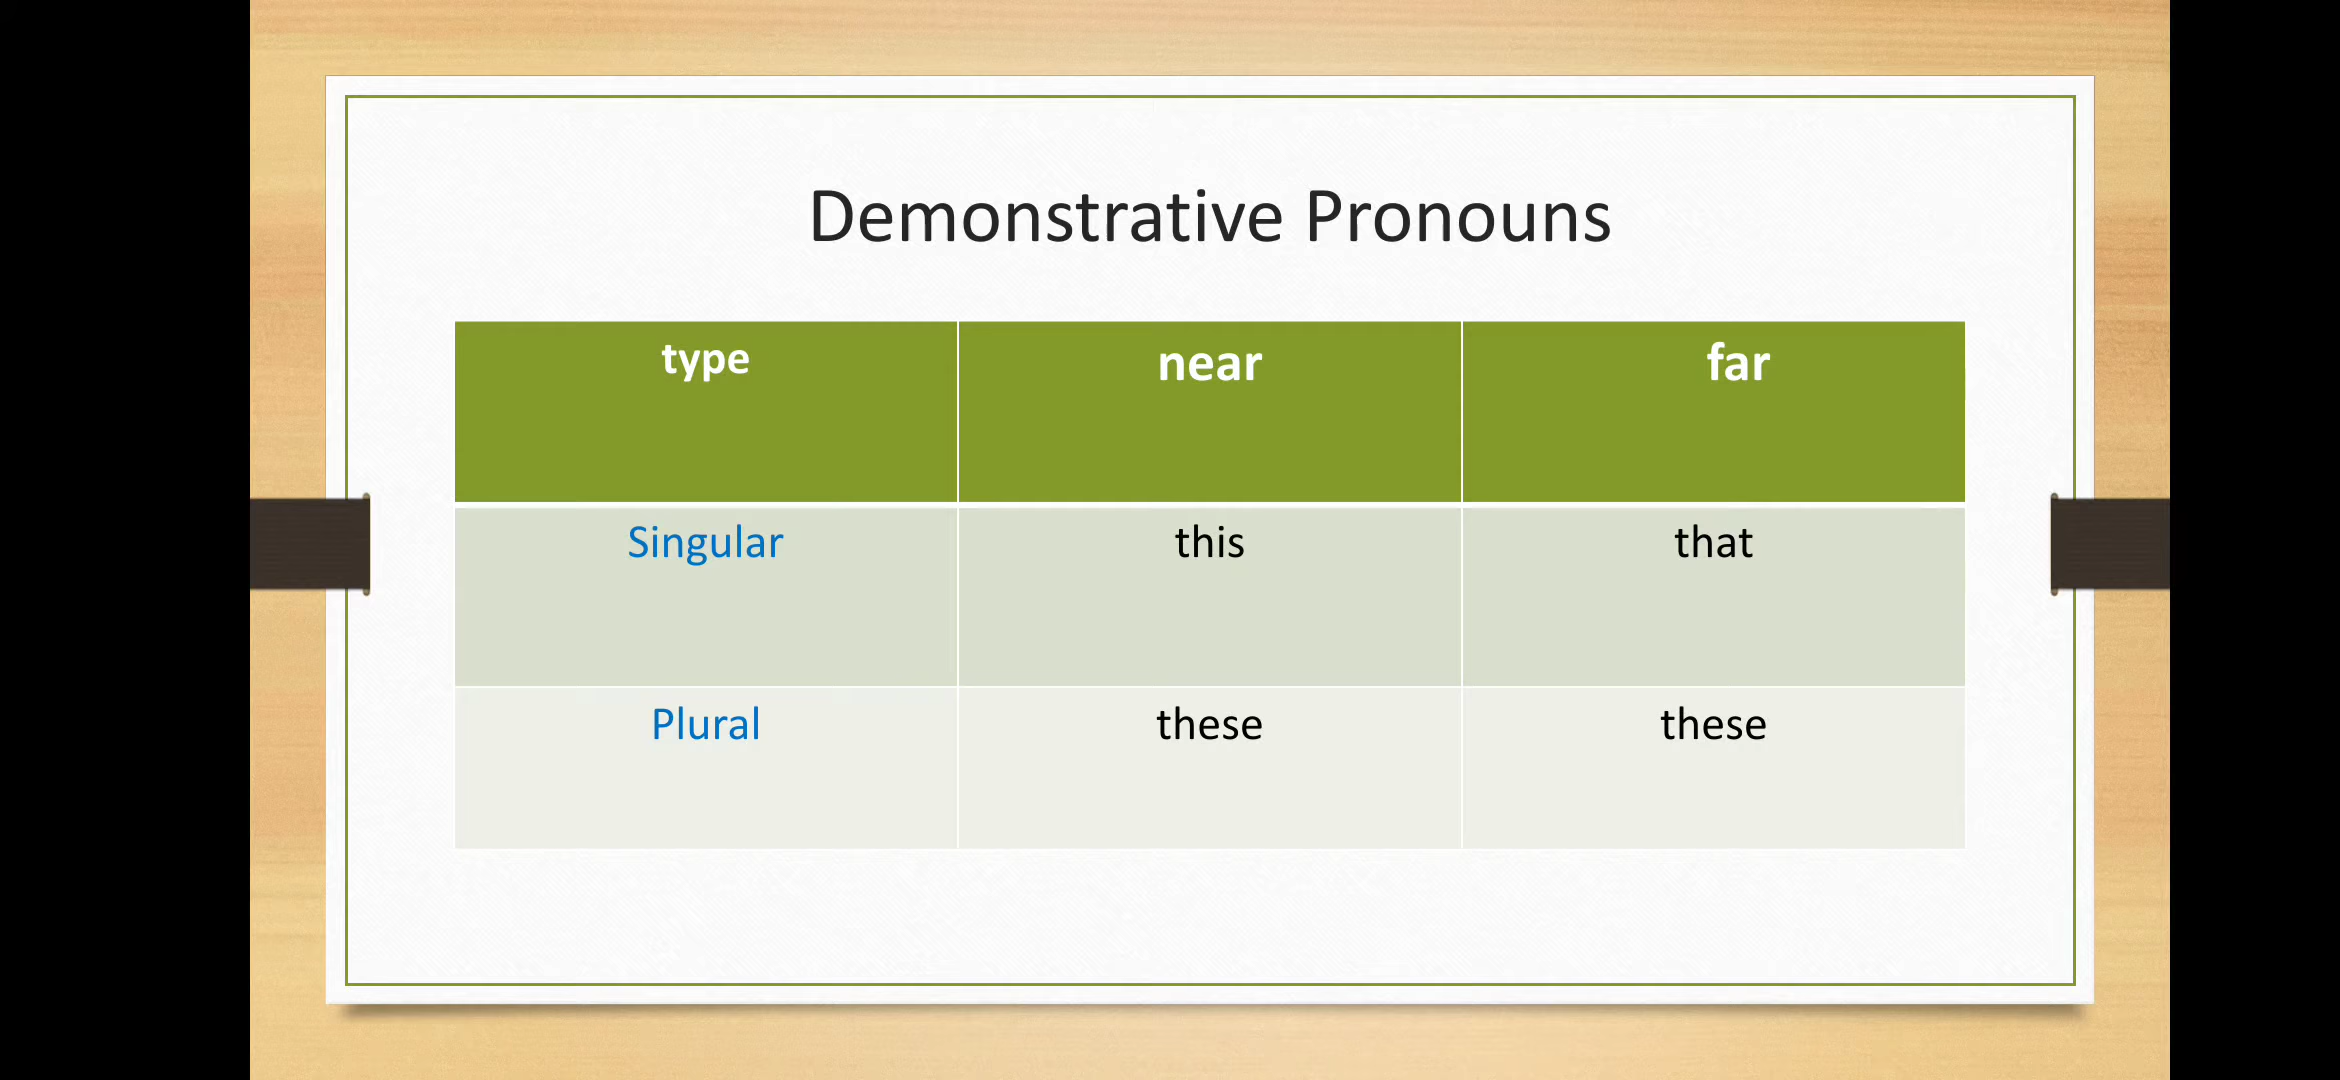 Demonstrative Pronouns
type near far
Singular this that
Plural these these